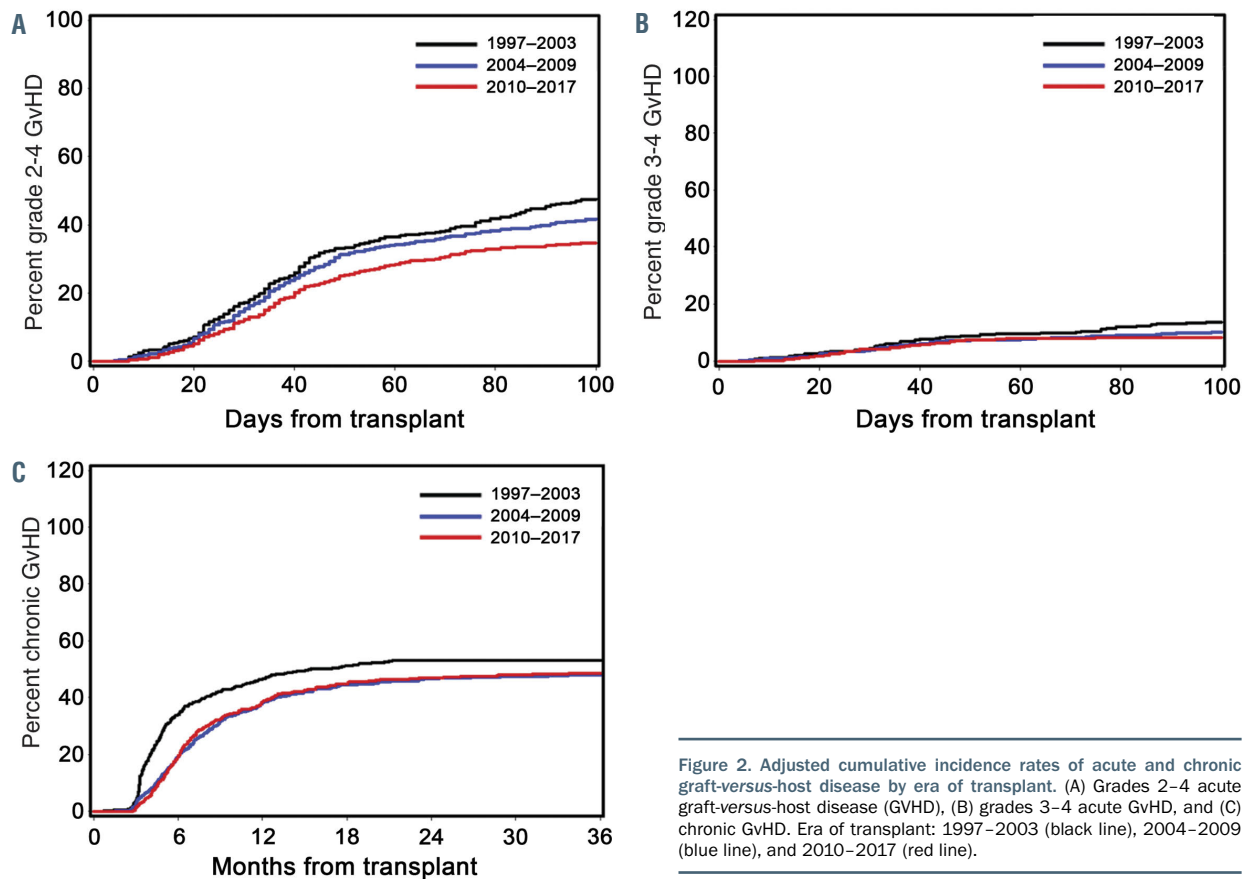 A
Percent grade 2-4 GvHD
100
80
60
40
20
0
1997–2003
2004–2009
2010–2017
0 20 40 60 80 100
Days from transplant
B
Percent grade 3-4 GvHD
120
100
80
60
40
20
0
1997–2003
2004–2009
2010–2017
0 20 40 60 80 100
Days from transplant
C
Percent chronic GvHD
120
100
80
60
40
20
0
1997–2003
2004–2009
2010–2017
0 6 12 18 24 30 36
Months from transplant
Figure 2. Adjusted cumulative incidence rates of acute and chronic
graft-versus-host disease by era of transplant. (A) Grades 2–4 acute
graft-versus-host disease (GVHD), (B) grades 3–4 acute GvHD, and (C)
chronic GvHD. Era of transplant: 1997–2003 (black line), 2004–2009
(blue line), and 2010–2017 (red line).